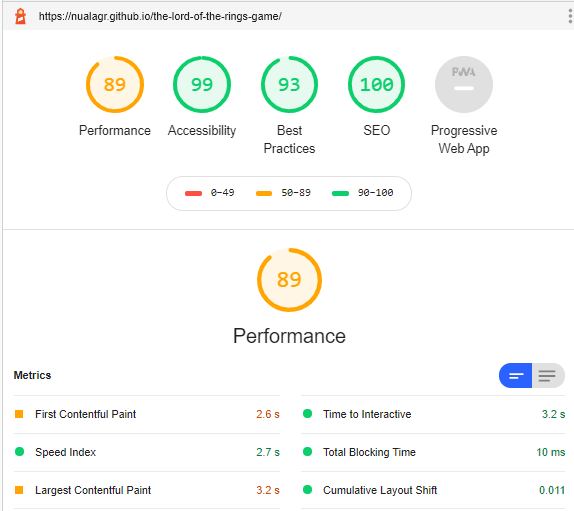 https://nualagr.github.io/the-lord-of-the-rings-game/
89 99 93 100 PWA
Performance Accessibility Best Practices SEO Progressive Web App
0–49 50–89 90–100
89
Performance
Metrics
First Contentful Paint 2.6 s
Time to Interactive 3.2 s
Speed Index 2.7 s
Total Blocking Time 10 ms
Largest Contentful Paint 3.2 s
Cumulative Layout Shift 0.011